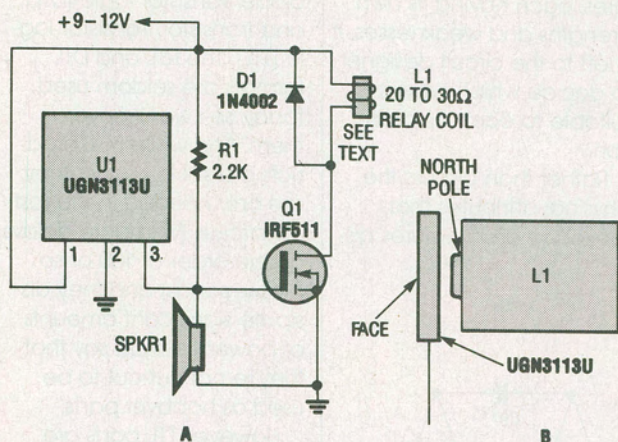 +9-12V
D1
1N4002
L1
20 TO 30Ω
RELAY COIL
SEE
TEXT
U1
UGN3113U
R1
2.2K
1
2
3
Q1
IRF511
SPKR1
A
NORTH
POLE
L1
FACE
UGN3113U
B